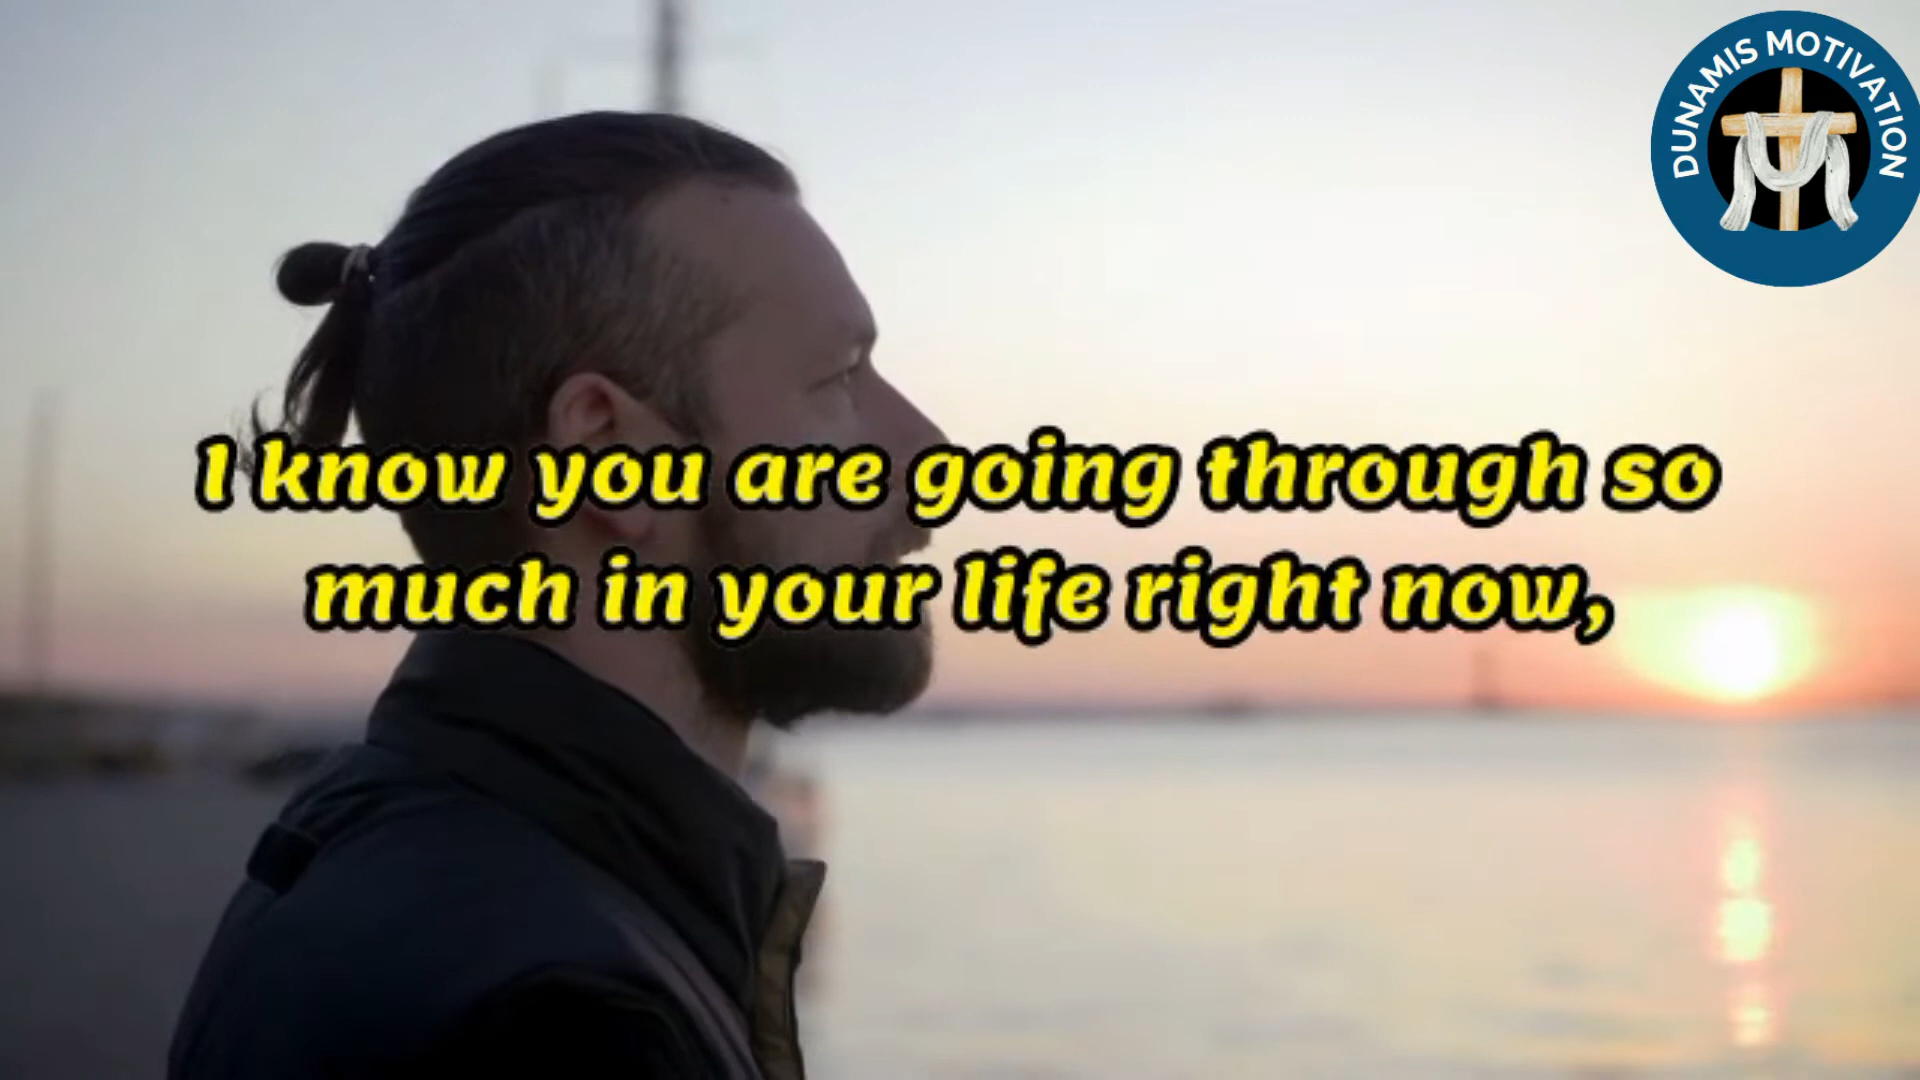 DUNAMIS MOTIVATION
I know you are going through so
much in your life right now,